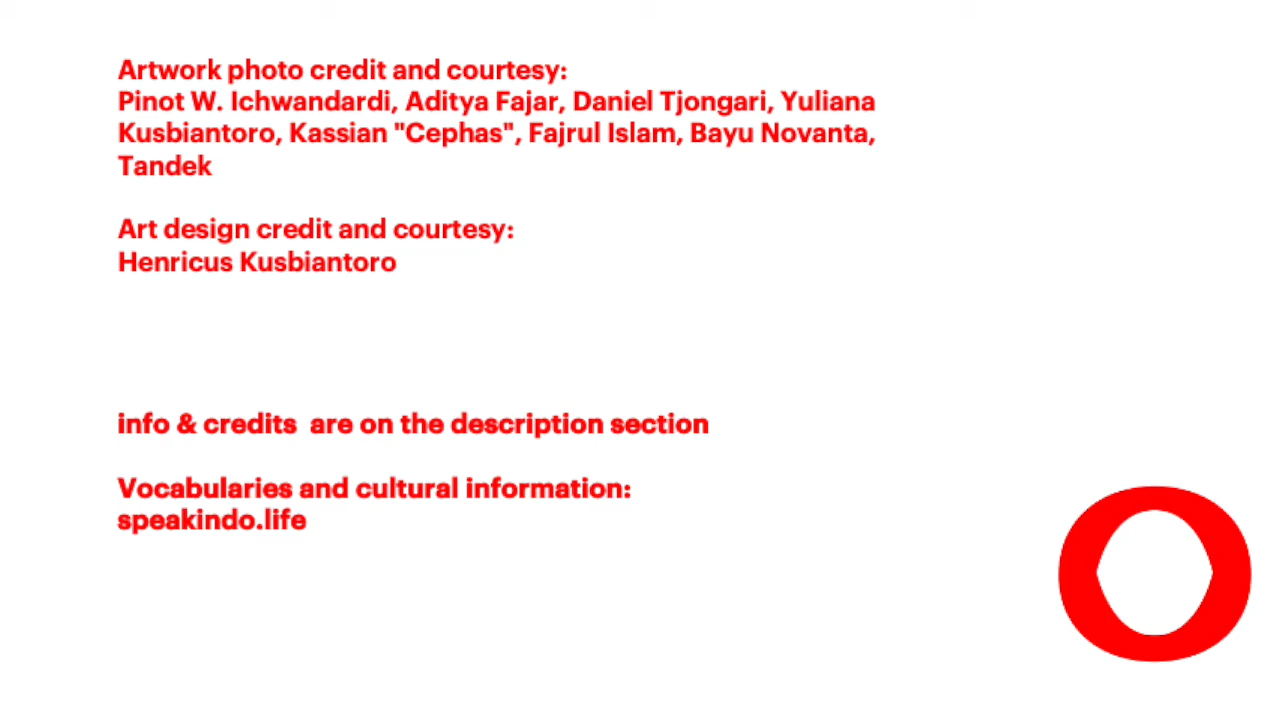 Artwork photo credit and courtesy:
Pinot W. Ichwandardi, Aditya Fajar, Daniel Tjongari, Yuliana
Kusbiantoro, Kassian "Cephas", Fajrul Islam, Bayu Novanta,
Tandek
Art design credit and courtesy:
Henricus Kusbiantoro
info & credits  are on the description section
Vocabularies and cultural information:
speakindo.life
O